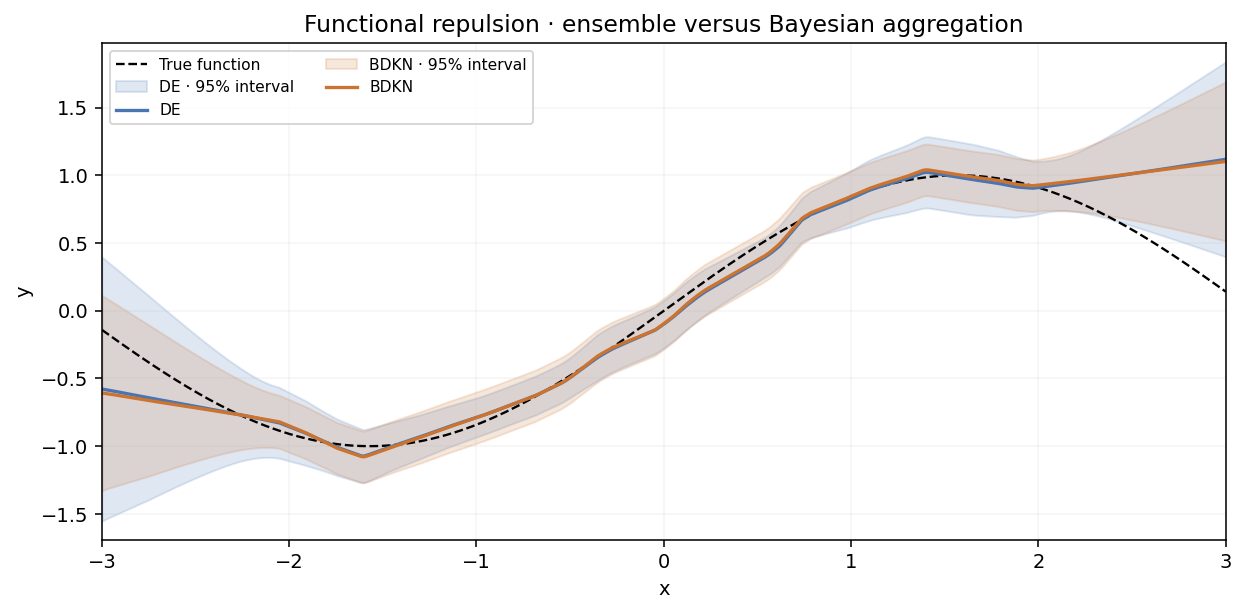 Functional repulsion · ensemble versus Bayesian aggregation
True function
DE · 95% interval
DE
BDKN · 95% interval
BDKN
y
1.5
1.0
0.5
0.0
−0.5
−1.0
−1.5
−3
−2
−1
0
1
2
3
x